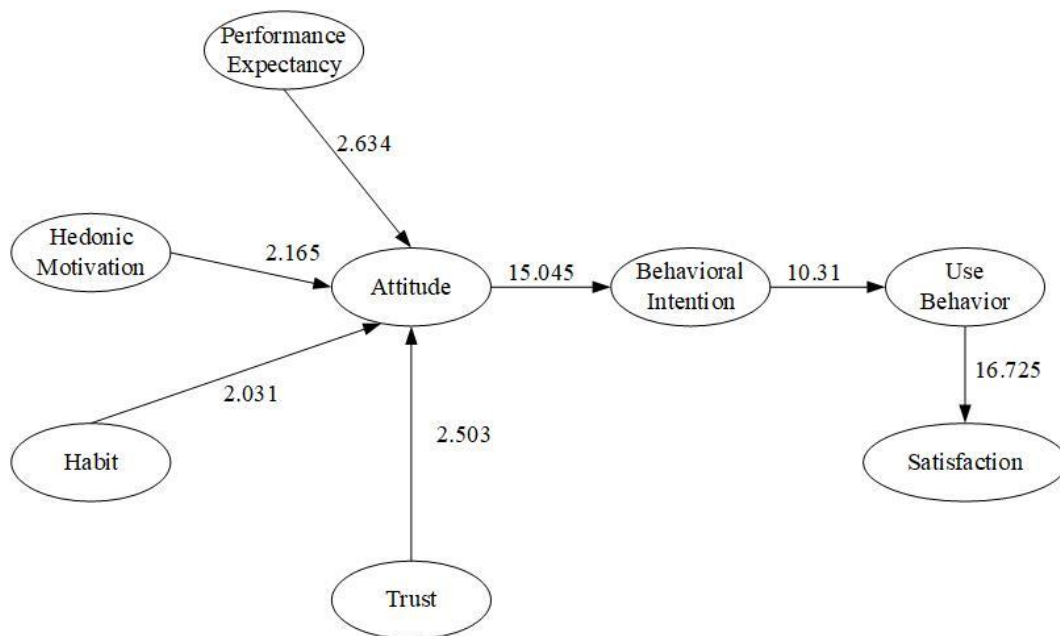 Performance
Expectancy
2.634
Hedonic
Motivation
2.165
Attitude
15.045
Behavioral
Intention
10.31
Use
Behavior
16.725
2.031
2.503
Habit
Satisfaction
Trust